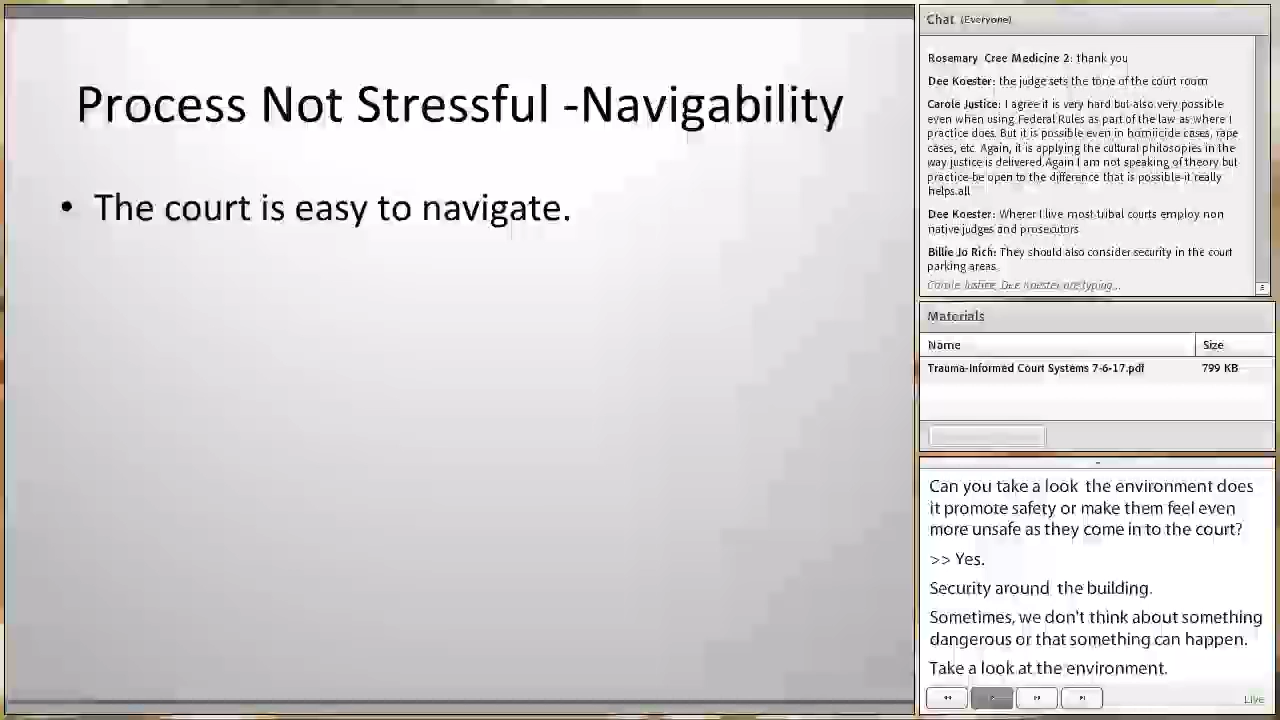 Process Not Stressful -Navigability
• The court is easy to navigate.
Chat (Everyone)
Rosemary Cree Medicine 2: thank you
Dee Koester: the judge sets the tone of the court room
Carole Justice: I agree it is very hard but also very possible
even when using Federal Rules as part of the law as where I
practice does. But it is possible even in homicide cases, rape
cases, etc. Again, it is applying the cultural philosopies in the
way justice is delivered.Again I am not speaking of theory but
practice-be open to the difference that is possible-it really
helps.all
Dee Koester: Wherer I live most tribal courts employ non
native judges and prosecutors
Billie Jo Rich: They should also consider security in the court
parking areas.
Carole Justice, Dee Koester are typing...
Materials
Name Size
Trauma-Informed Court Systems 7-6-17.pdf 799 KB
Can you take a look the environment does
it promote safety or make them feel even
more unsafe as they come in to the court?
>> Yes.
Security around the building.
Sometimes, we don't think about something
dangerous or that something can happen.
Take a look at the environment.
Live